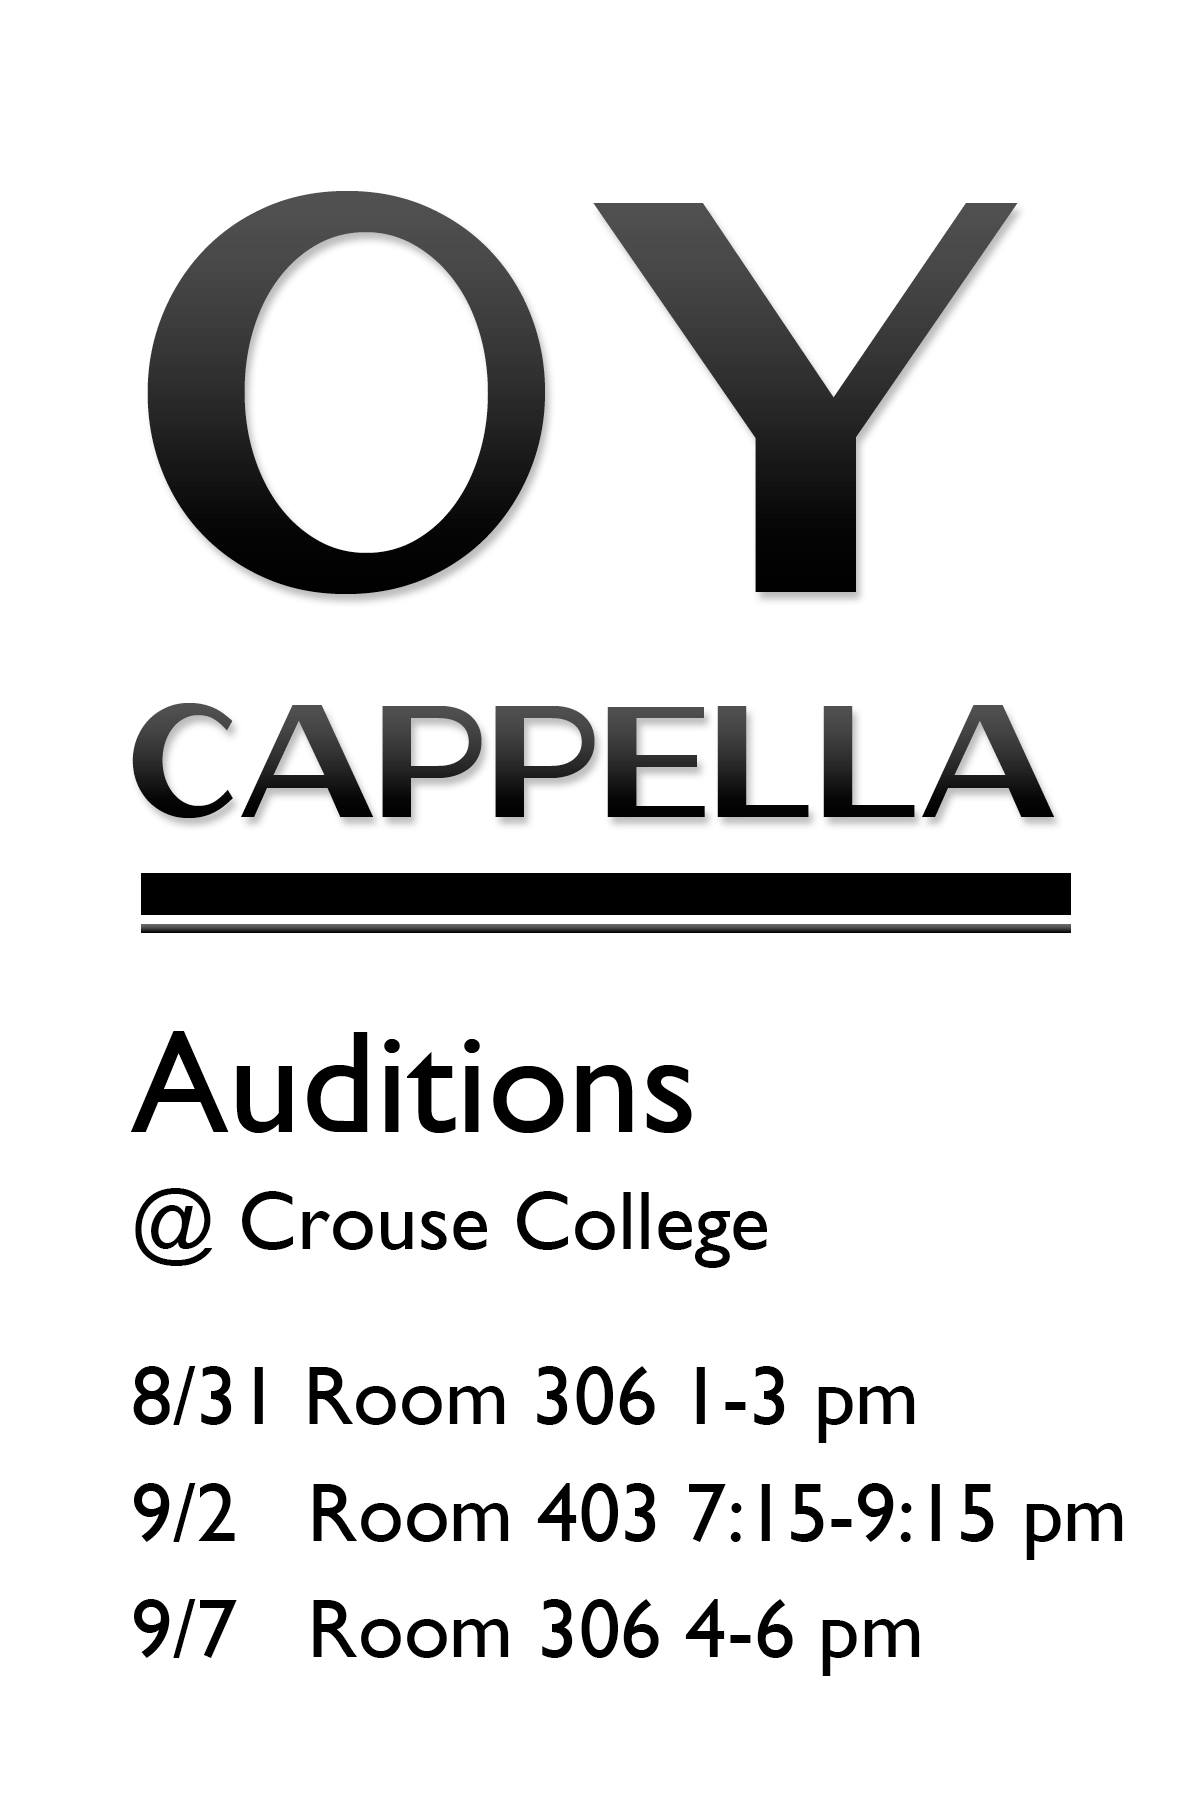 OY
CAPPELLA
Auditions
@ Crouse College
8/31 Room 306 1-3 pm
9/2 Room 403 7:15-9:15 pm
9/7 Room 306 4-6 pm